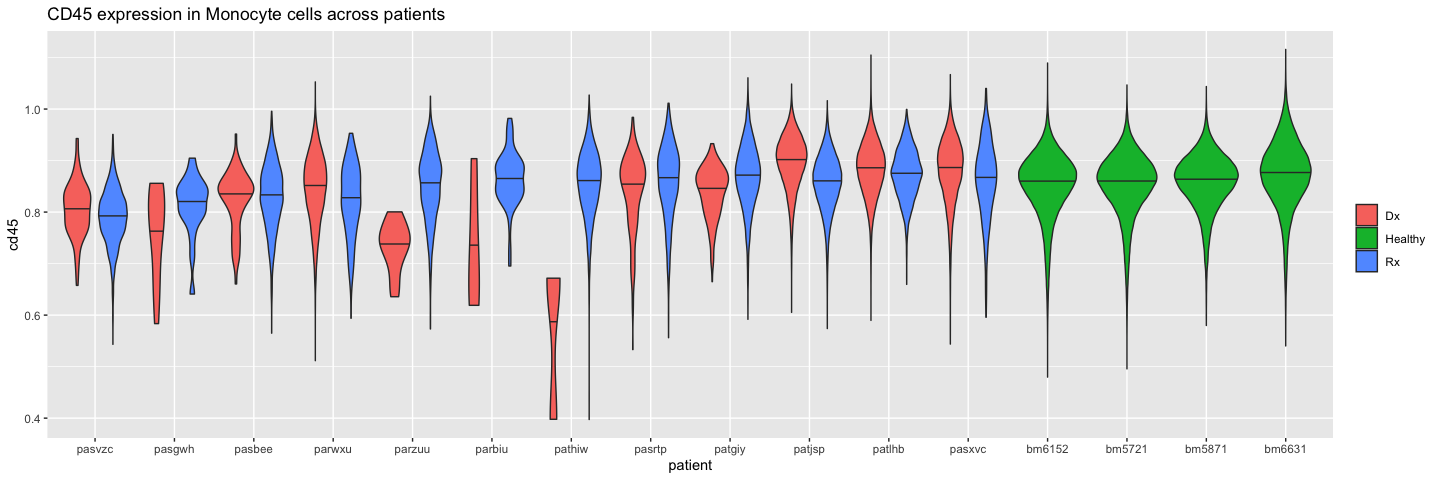 CD45 expression in Monocyte cells across patients
cd45
1.0
0.8
0.6
0.4
pasvzc pasgwh pasbee parwxu parzuu parbiu pathiw pasrtp patgiy patjsp patlhb pasxvc bm6152 bm5721 bm5871 bm6631
patient
Dx
Healthy
Rx